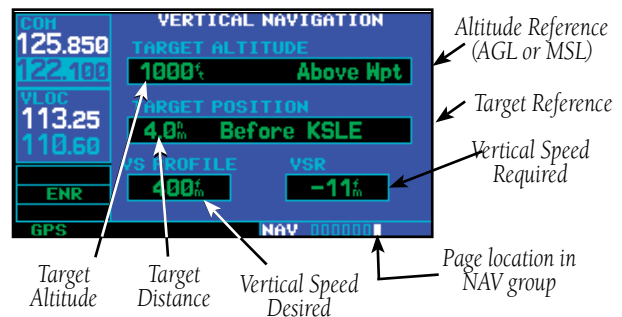 COM
125.850
122.100
VLOC
113.25
110.60
ENR
GPS
VERTICAL NAVIGATION
TARGET ALTITUDE
1000ft Above Wpt
TARGET POSITION
4.0nm Before KSLE
VS PROFILE VSR
400fm -11fm
NAV
Altitude Reference
(AGL or MSL)
Target Reference
Vertical Speed
Required
Page location in
NAV group
Target
Altitude
Target
Distance
Vertical Speed
Desired